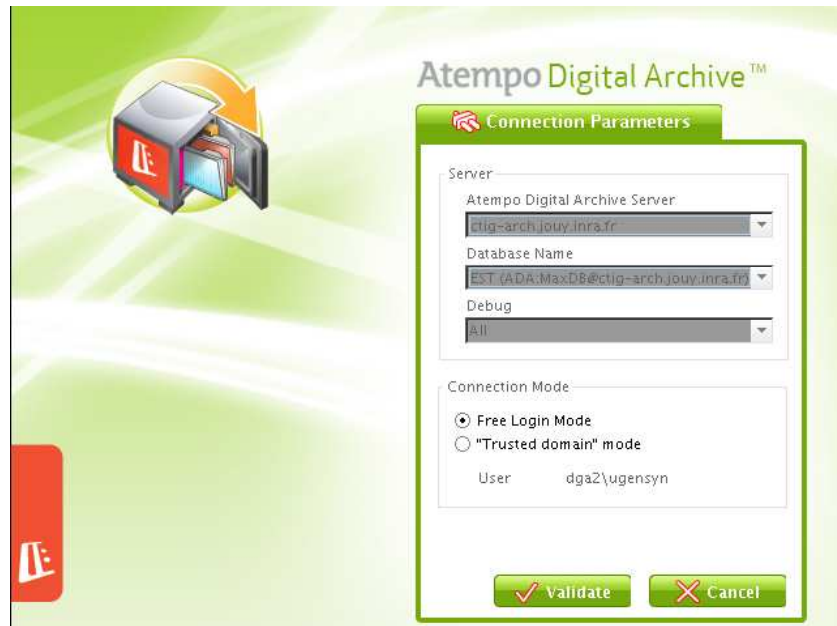 Atempo Digital Archive™
Connection Parameters
Server
Atempo Digital Archive Server
ctig-arch.jouy.inra.fr
Database Name
EST (ADA:MaxDB@ctig-arch.jouy.inra.fr)
Debug
All
Connection Mode
Free Login Mode
"Trusted domain" mode
User dga2\ugensyn
Validate Cancel